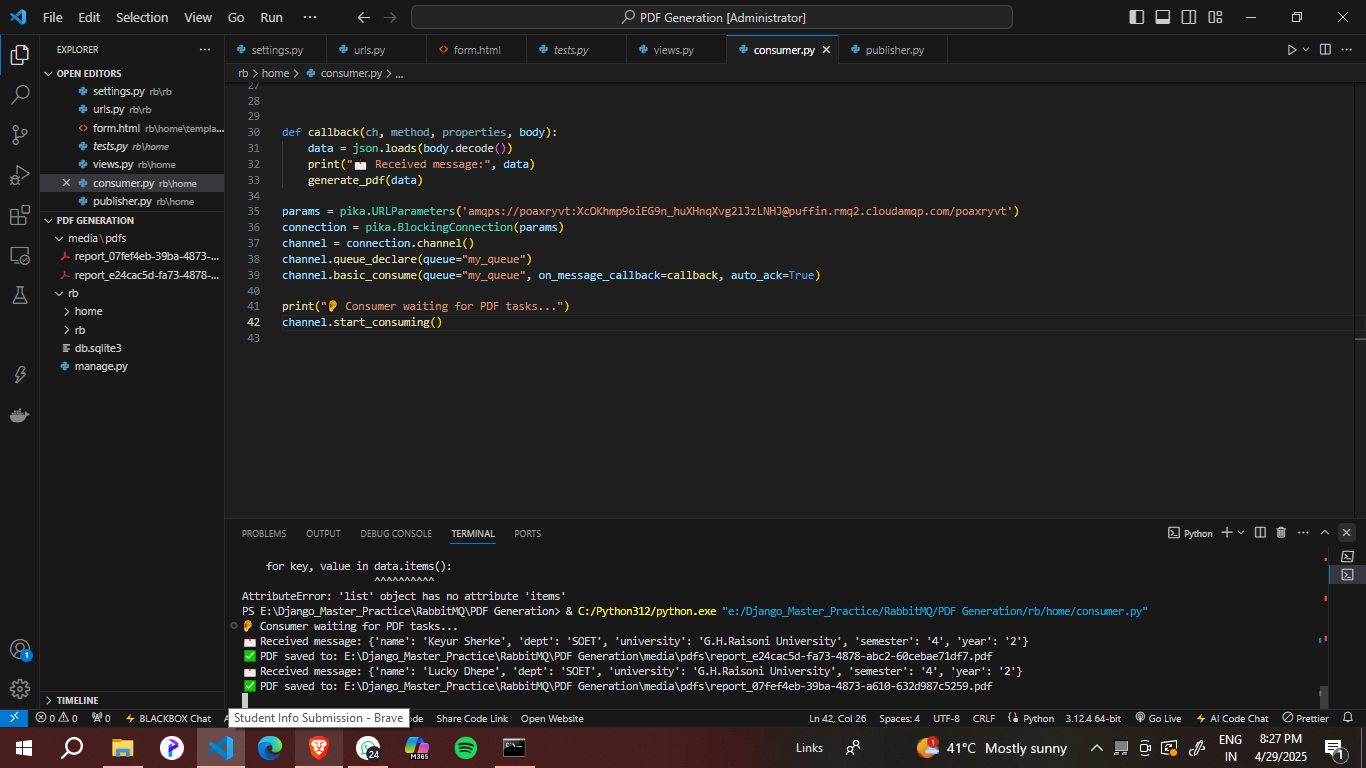 File Edit Selection View Go Run ··· PDF Generation [Administrator]
EXPLORER ···
settings.py urls.py form.html tests.py views.py consumer.py publisher.py
OPEN EDITORS
settings.py rb\rb
urls.py rb\rb
form.html rb\home\templa...
tests.py rb\home
views.py rb\home
consumer.py rb\home
publisher.py rb\home
PDF GENERATION
media\pdfs
report_07fef4eb-39ba-4873-...
report_e24cac5d-fa73-4878-...
rb
home
rb
db.sqlite3
manage.py
TIMELINE
rb > home > consumer.py > ...
27
28
29
30 def callback(ch, method, properties, body):
31 data = json.loads(body.decode())
32 print("📩 Received message:", data)
33 generate_pdf(data)
34
35 params = pika.URLParameters('amqps://poaxryvt:XcOKhmp9oiEG9n_huXHnqXvg2lJzLNHJ@puffin.rmq2.cloudamqp.com/poaxryvt')
36 connection = pika.BlockingConnection(params)
37 channel = connection.channel()
38 channel.queue_declare(queue="my_queue")
39 channel.basic_consume(queue="my_queue", on_message_callback=callback, auto_ack=True)
40
41 print("👂 Consumer waiting for PDF tasks...")
42 channel.start_consuming()
43
PROBLEMS OUTPUT DEBUG CONSOLE TERMINAL PORTS Python
for key, value in data.items():
^^^^^^^^^^
AttributeError: 'list' object has no attribute 'items'
PS E:\Django_Master_Practice\RabbitMQ\PDF Generation> & C:/Python312/python.exe "e:/Django_Master_Practice/RabbitMQ/PDF Generation/rb/home/consumer.py"
👂 Consumer waiting for PDF tasks...
📩 Received message: {'name': 'Keyur Sherke', 'dept': 'SOET', 'university': 'G.H.Raisoni University', 'semester': '4', 'year': '2'}
✅ PDF saved to: E:\Django_Master_Practice\RabbitMQ\PDF Generation\media\pdfs\report_e24cac5d-fa73-4878-abc2-60cebae71df7.pdf
📩 Received message: {'name': 'Lucky Dhepe', 'dept': 'SOET', 'university': 'G.H.Raisoni University', 'semester': '4', 'year': '2'}
✅ PDF saved to: E:\Django_Master_Practice\RabbitMQ\PDF Generation\media\pdfs\report_07fef4eb-39ba-4873-a610-632d987c5259.pdf
1
0 0 0 BLACKBOX Chat Share Code Link Open Website Ln 42, Col 26 Spaces: 4 UTF-8 CRLF Python 3.12.4 64-bit Go Live AI Code Chat Prettier
Student Info Submission - Brave
24 M365 Links 1 41°C Mostly sunny ENG IN 8:27 PM 4/29/2025 1